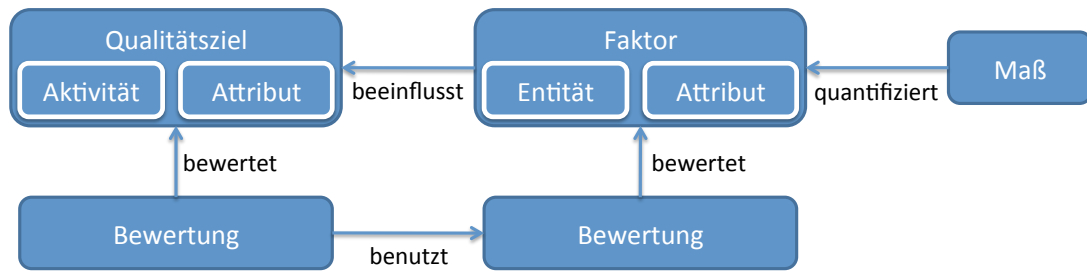 Qualitätsziel
Aktivität
Attribut
beeinflusst
Faktor
Entität
Attribut
quantifiziert
Maß
bewertet
bewertet
Bewertung
benutzt
Bewertung